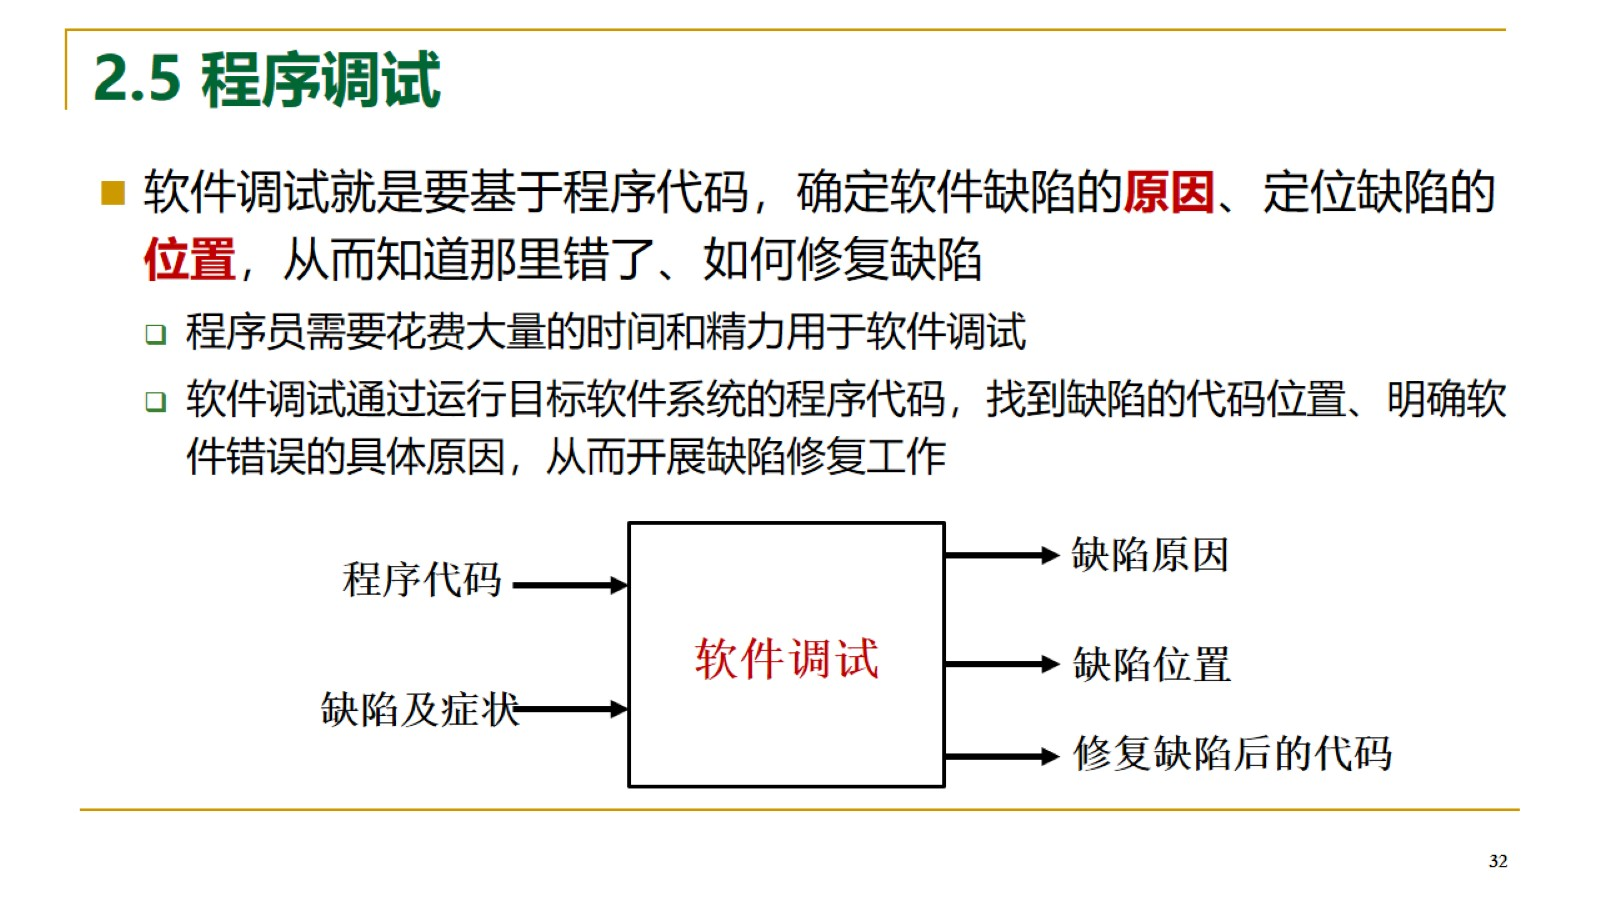 2.5 程序调试
软件调试就是要基于程序代码，确定软件缺陷的原因、定位缺陷的
位置，从而知道那里错了、如何修复缺陷
程序员需要花费大量的时间和精力用于软件调试
软件调试通过运行目标软件系统的程序代码，找到缺陷的代码位置、明确软
件错误的具体原因，从而开展缺陷修复工作
程序代码
缺陷及症状
软件调试
缺陷原因
缺陷位置
修复缺陷后的代码
32